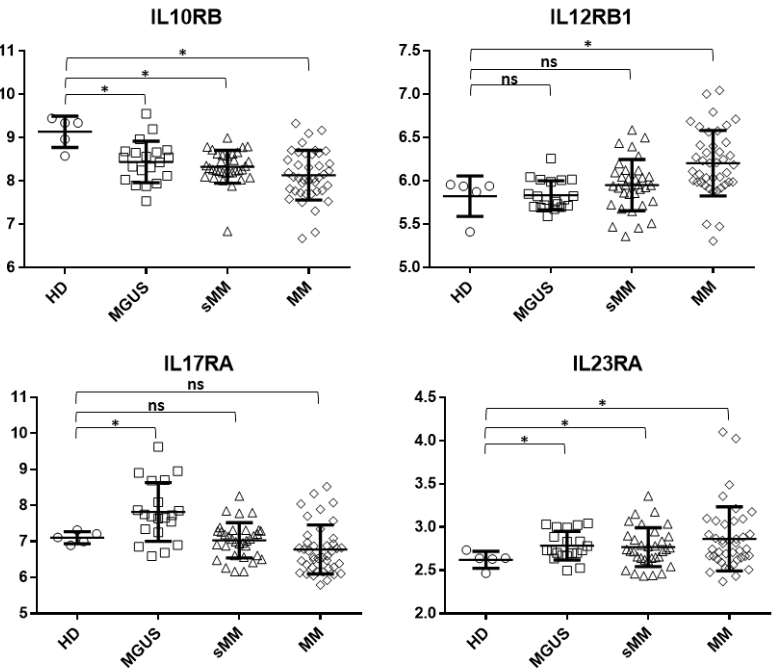 IL10RB
11
10
9
8
7
6
*
*
*
HD
MGUS
sMM
MM
IL12RB1
7.5
7.0
6.5
6.0
5.5
5.0
*
ns
ns
HD
MGUS
sMM
MM
IL17RA
11
10
9
8
7
6
5
ns
ns
*
HD
MGUS
sMM
MM
IL23RA
4.5
4.0
3.5
3.0
2.5
2.0
*
*
*
HD
MGUS
sMM
MM